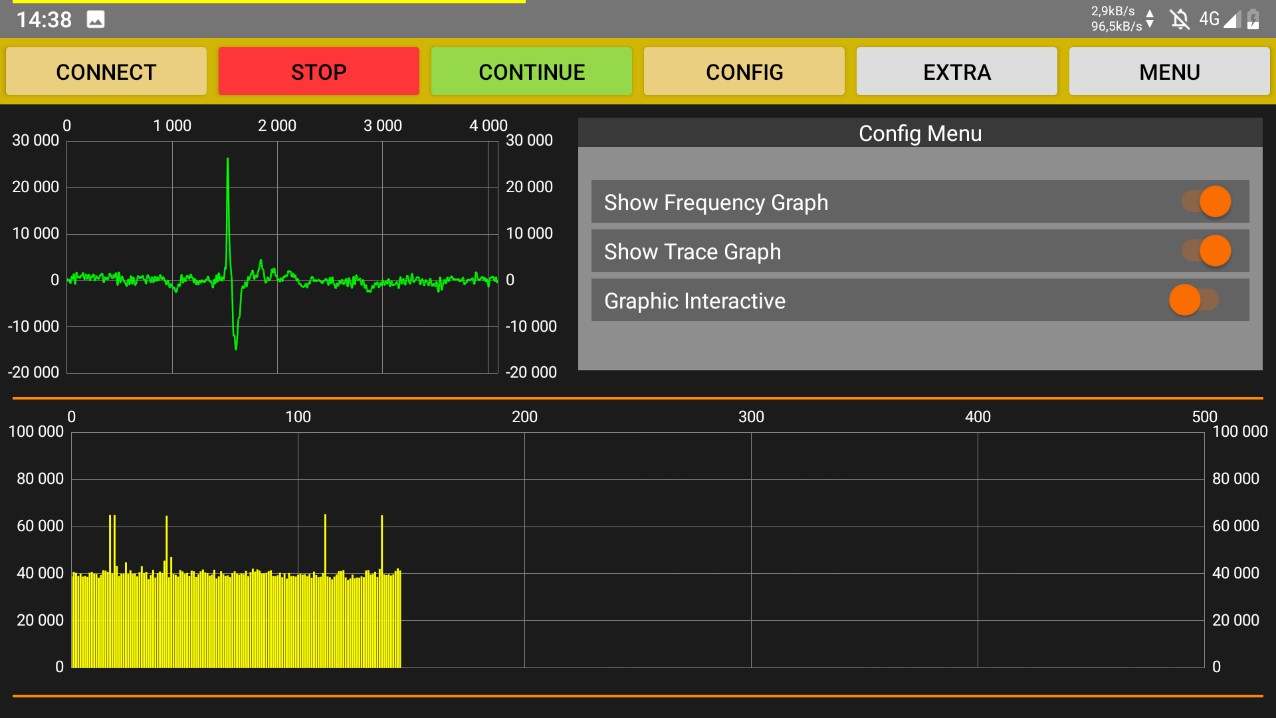 14:38
2,9kB/s
96,5kB/s
4G
CONNECT STOP CONTINUE CONFIG EXTRA MENU
0 1 000 2 000 3 000 4 000
30 000 30 000
20 000 20 000
10 000 10 000
0 0
-10 000 -10 000
-20 000 -20 000
Config Menu
Show Frequency Graph
Show Trace Graph
Graphic Interactive
0 100 200 300 400 500
100 000 100 000
80 000 80 000
60 000 60 000
40 000 40 000
20 000 20 000
0 0